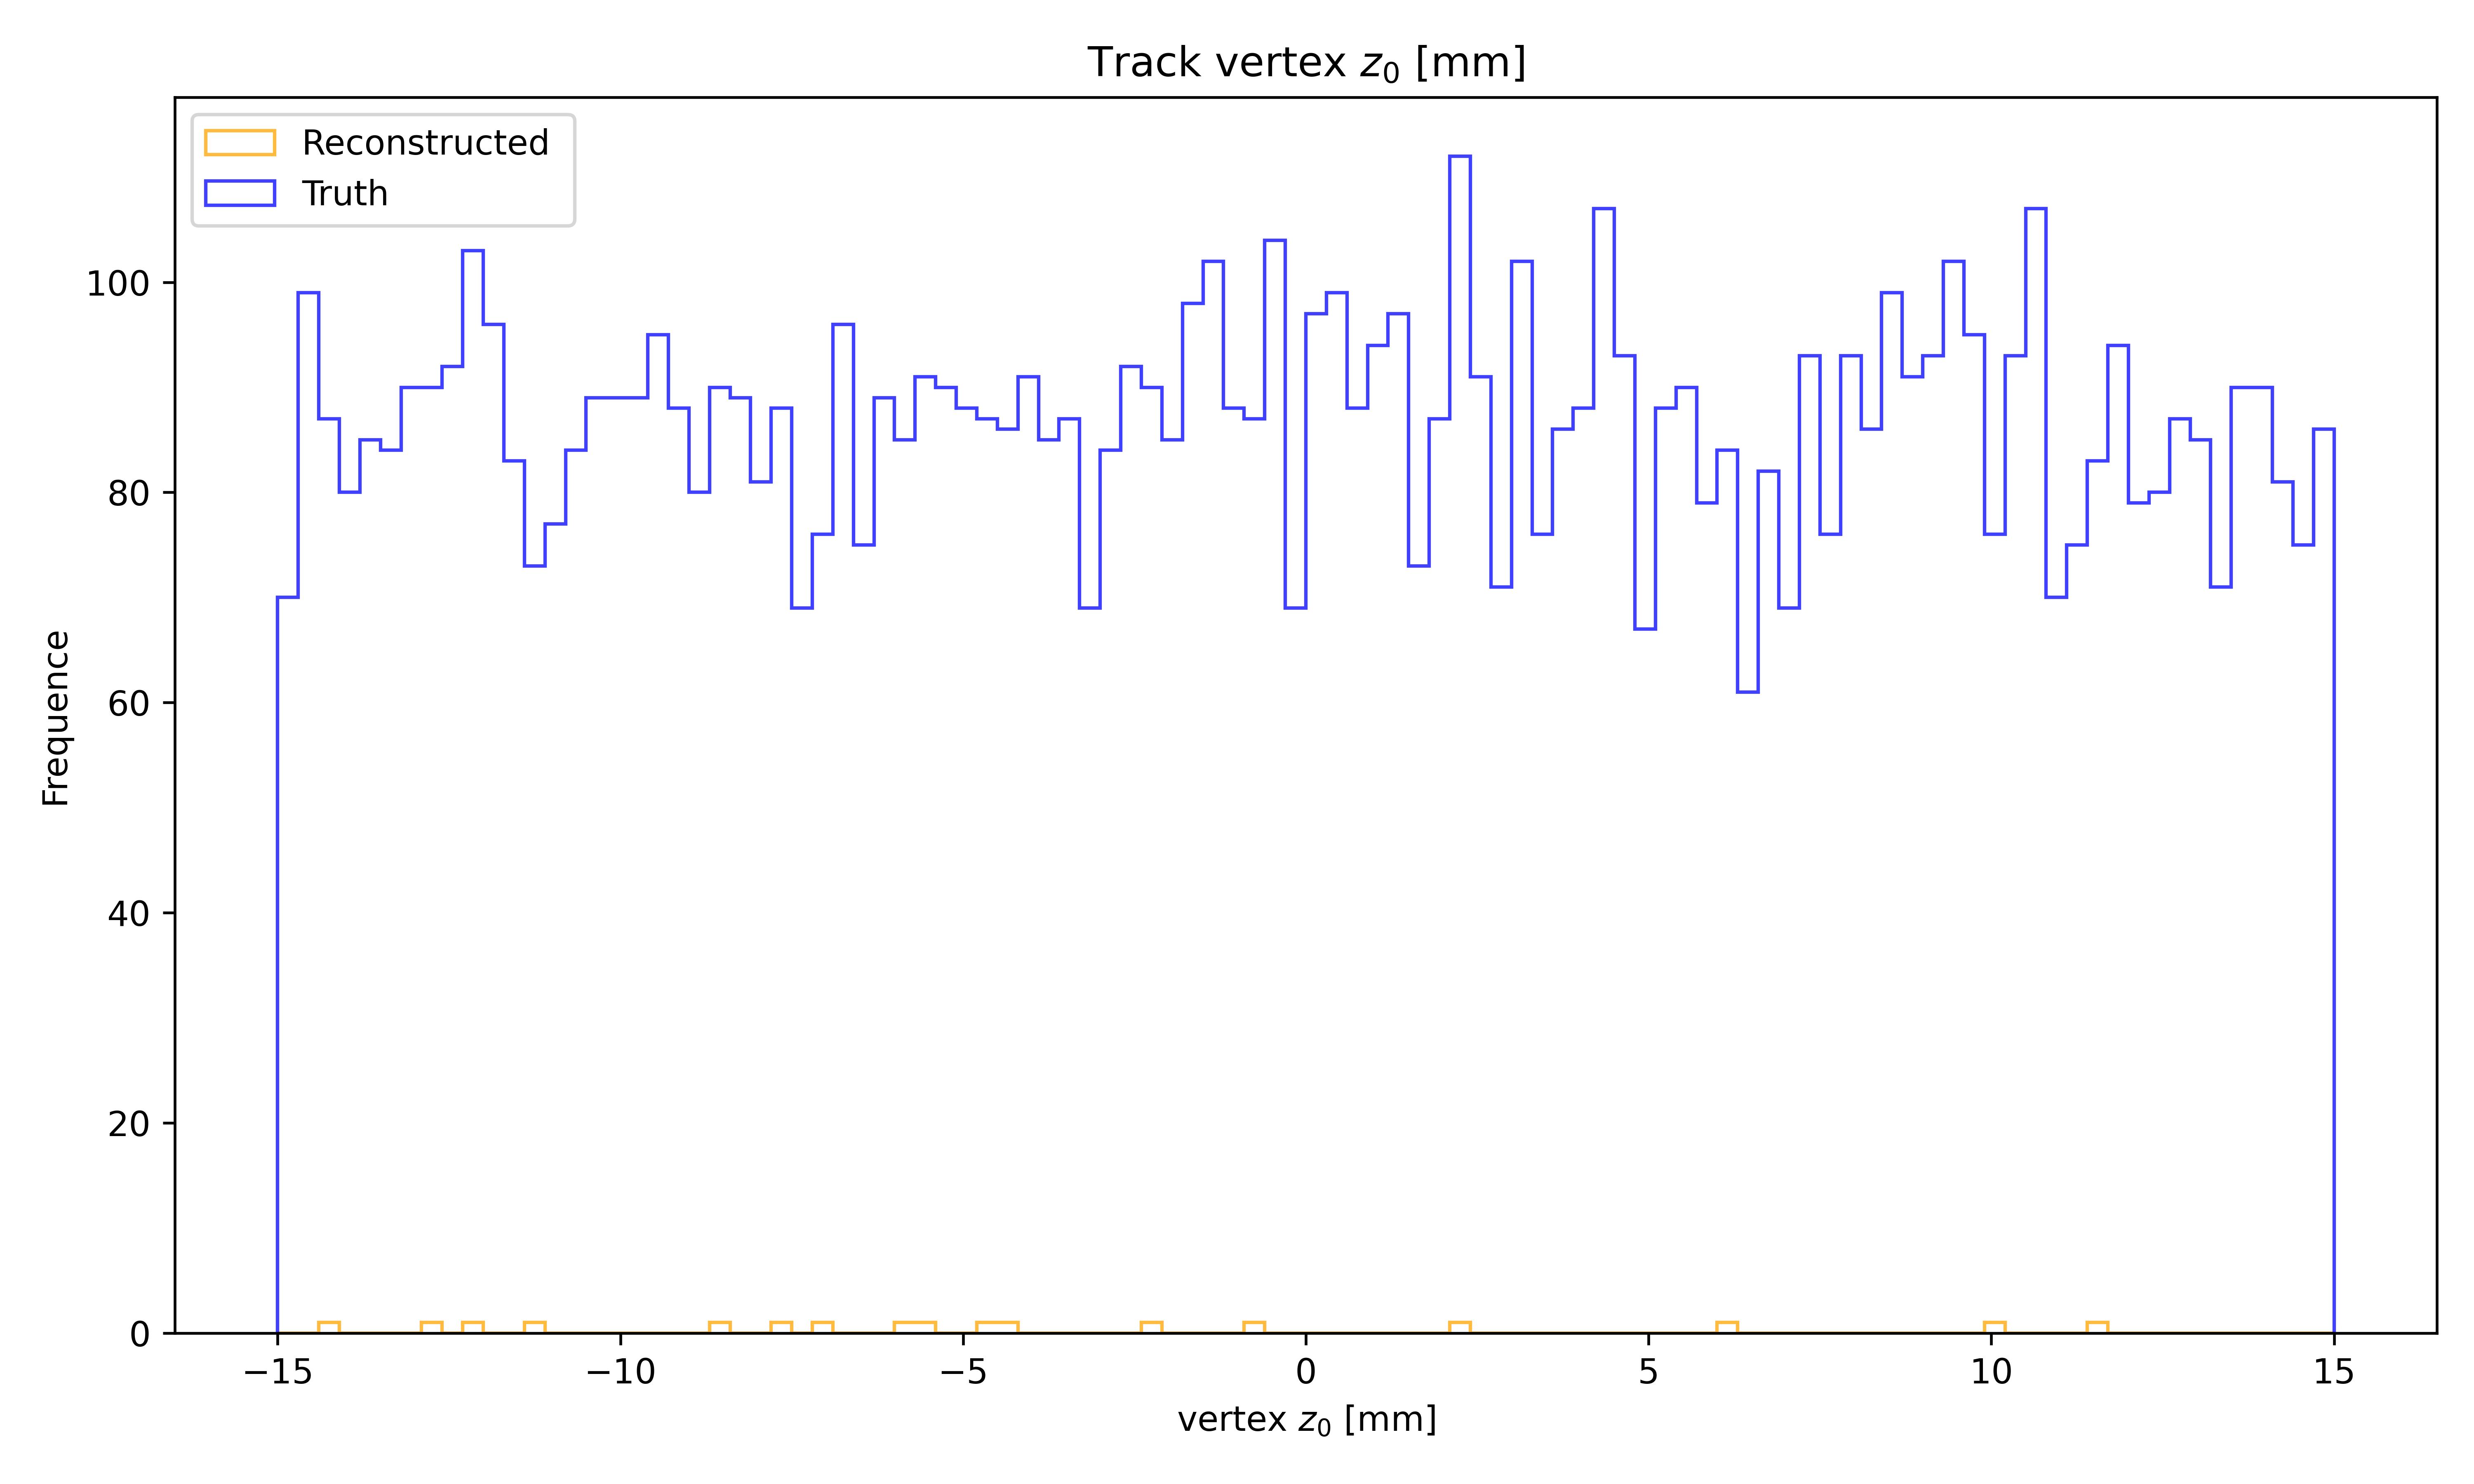 Track vertex z₀ [mm]
Reconstructed
Truth
Frequence
100
80
60
40
20
0
−15
−10
−5
0
5
10
15
vertex z₀ [mm]